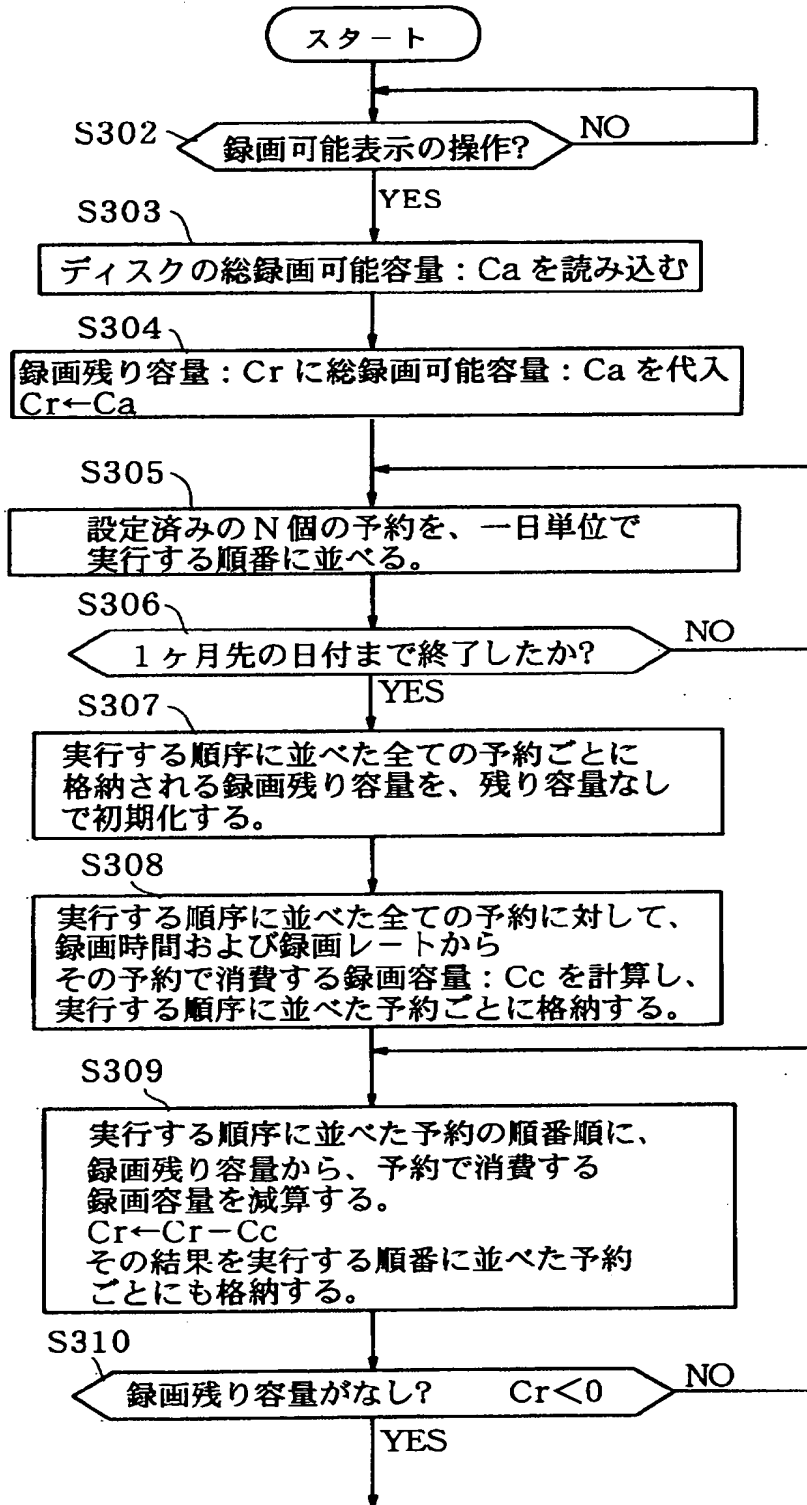 スタート
S302
録画可能表示の操作?
NO
YES
S303
ディスクの総録画可能容量:Caを読み込む
S304
録画残り容量:Crに総録画可能容量:Caを代入
Cr←Ca
S305
設定済みのN個の予約を、一日単位で
実行する順番に並べる。
S306
1ヶ月先の日付まで終了したか?
NO
YES
S307
実行する順序に並べた全ての予約ごとに
格納される録画残り容量を、残り容量なし
で初期化する。
S308
実行する順序に並べた全ての予約に対して、
録画時間および録画レートから
その予約で消費する録画容量:Ccを計算し、
実行する順序に並べた予約ごとに格納する。
S309
実行する順序に並べた予約の順番順に、
録画残り容量から、予約で消費する
録画容量を減算する。
Cr←Cr−Cc
その結果を実行する順番に並べた予約
ごとにも格納する。
S310
録画残り容量がなし? Cr<0
NO
YES